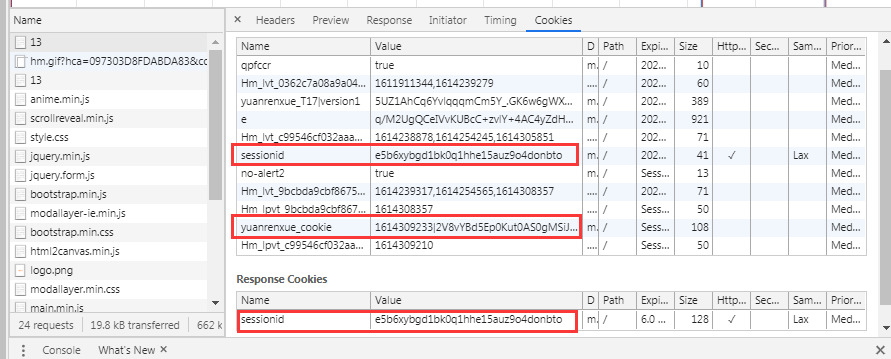 Name
13
hm.gif?hca=097303D8FDABDA83&cc
13
anime.min.js
scrollreveal.min.js
style.css
jquery.min.js
jquery.form.js
bootstrap.min.js
modallayer-ie.min.js
bootstrap.min.css
html2canvas.min.js
logo.png
modallayer.min.css
main.min.js
24 requests 19.8 kB transferred 662 k
Headers Preview Response Initiator Timing Cookies
Name Value D Path Expi... Size Http... Sec... Sam... Prior...
qpfccr true m. / 202... 10 Med...
Hm_lvt_0362c7a08a9a04... 1611911344,1614239279 .... / 202... 60 Med...
yuanrenxue_T17|version1 m. / 202... 389 Med...
e m. / 202... 921 Med...
Hm_lvt_c99546cf032aaa... 1614238878,1614254245,1614305851 .... / 202... 71 Med...
sessionid e5b6xybgd1bk0q1hhe15auz9o4donbto m. / 202... 41 ✓ Lax Med...
no-alert2 true m. / Sess... 13 Med...
Hm_lvt_9bcbda9cbf8675... 1614239317,1614254565,1614308357 .... / 202... 71 Med...
Hm_lpvt_9bcbda9cbf867... 1614308357 .... / Sess... 50 Med...
yuanrenxue_cookie 1614309233|2V8vYBd5Ep0Kut0AS0gMSiJ... m. / Sess... 108 Med...
Hm_lpvt_c99546cf032aa... 1614309210 .... / Sess... 50 Med...
Response Cookies
Name Value D Path Expi... Size Http... Sec... Sam... Prior...
sessionid e5b6xybgd1bk0q1hhe15auz9o4donbto m. / 6.0 ... 128 ✓ Lax Med...
Console What's New